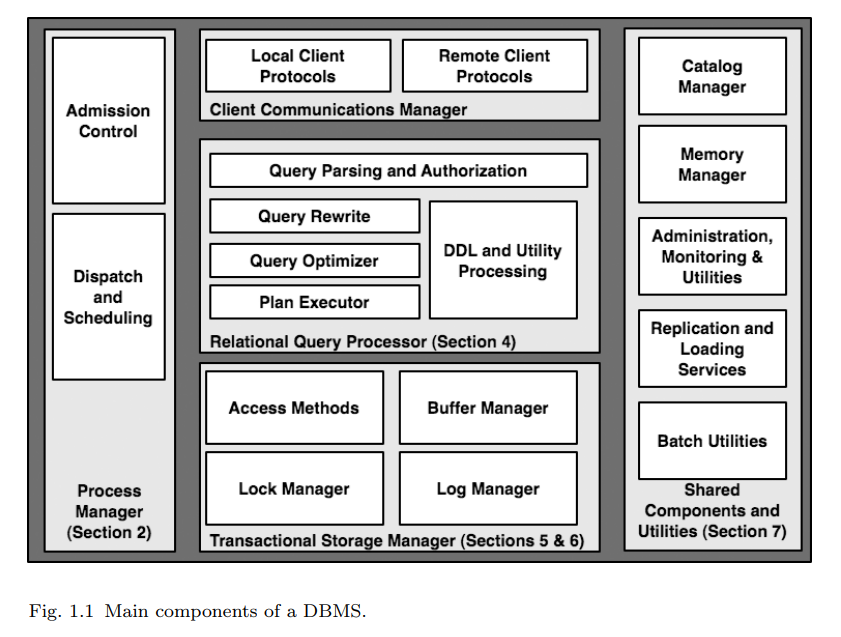 Admission
Control
Dispatch
and
Scheduling
Process
Manager
(Section 2)
Local Client
Protocols
Remote Client
Protocols
Client Communications Manager
Query Parsing and Authorization
Query Rewrite
Query Optimizer
Plan Executor
DDL and Utility
Processing
Relational Query Processor (Section 4)
Access Methods
Buffer Manager
Lock Manager
Log Manager
Transactional Storage Manager (Sections 5 & 6)
Catalog
Manager
Memory
Manager
Administration,
Monitoring &
Utilities
Replication and
Loading
Services
Batch Utilities
Shared
Components and
Utilities (Section 7)
Fig. 1.1 Main components of a DBMS.